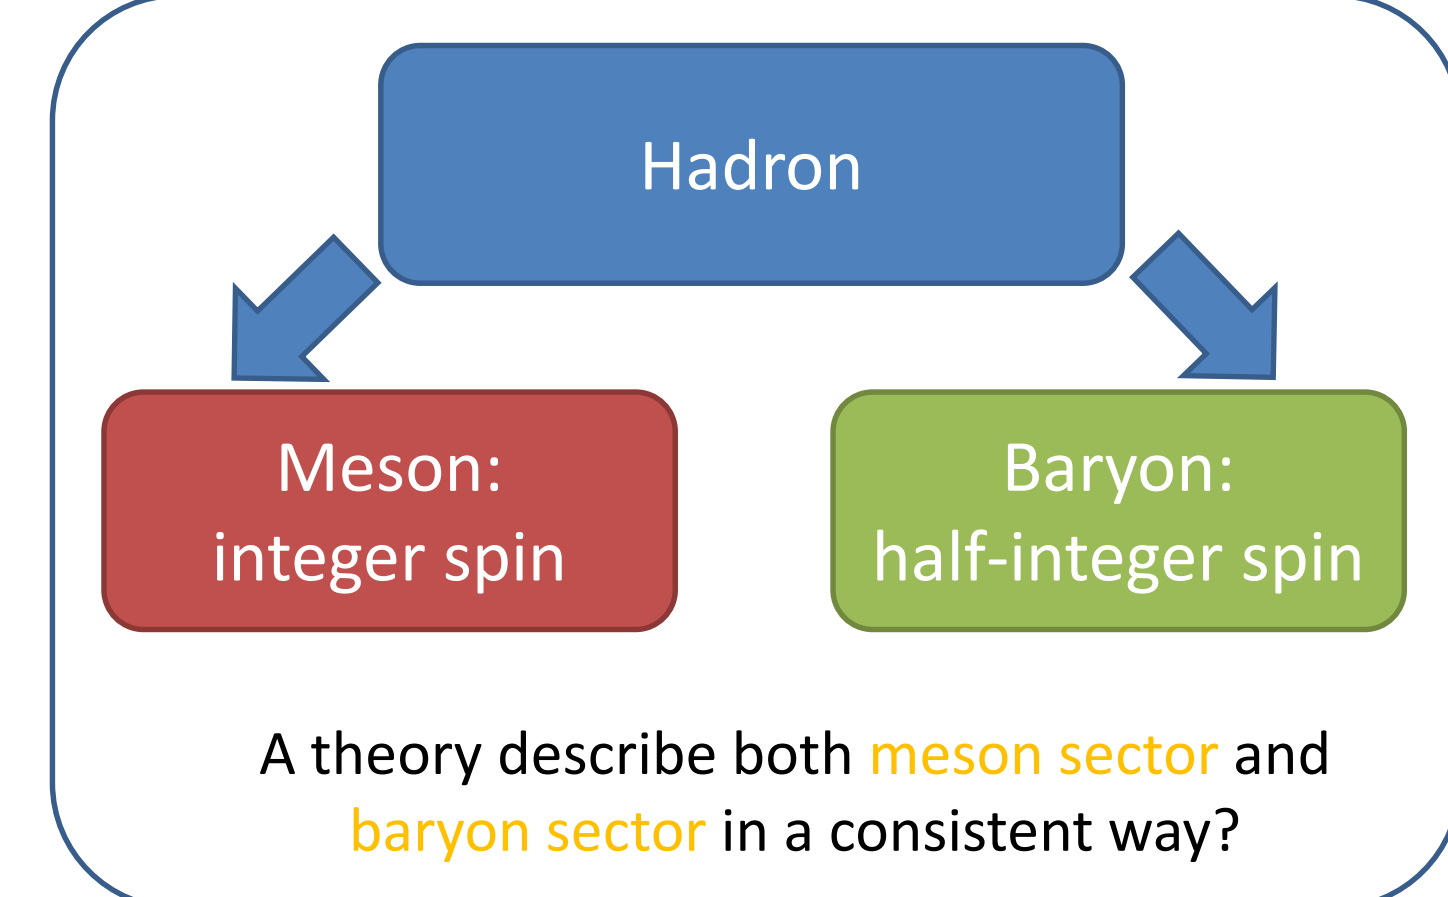 Hadron
Meson:
integer spin
Baryon:
half-integer spin
A theory describe both meson sector and
baryon sector in a consistent way?